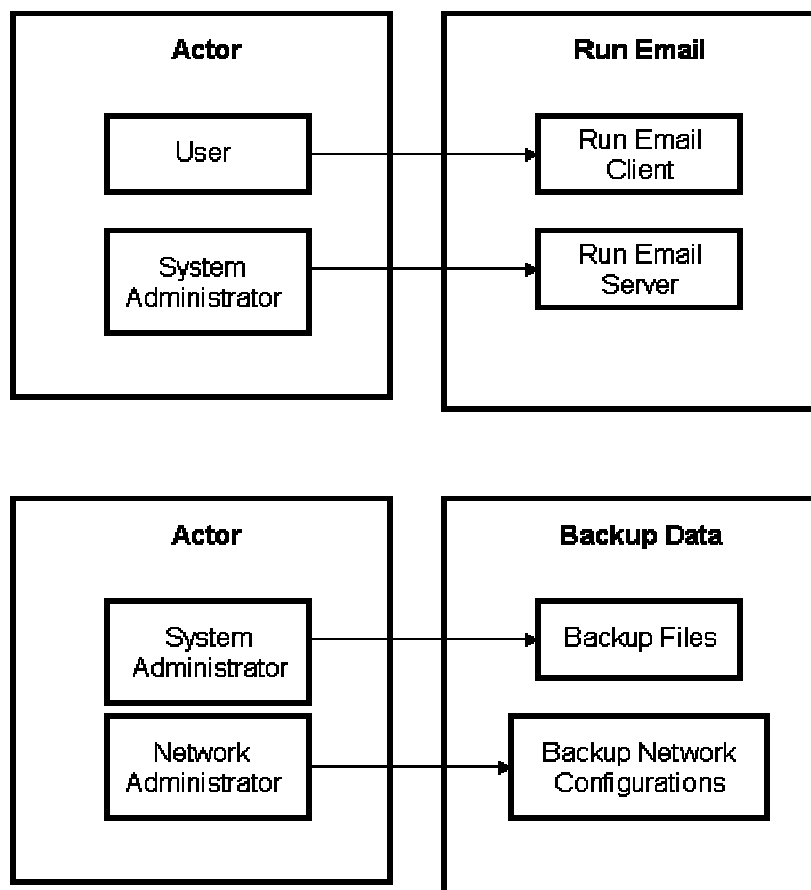 Actor
User
System
Administrator
Run Email
Run Email
Client
Run Email
Server
Actor
System
Administrator
Network
Administrator
Backup Data
Backup Files
Backup Network
Configurations